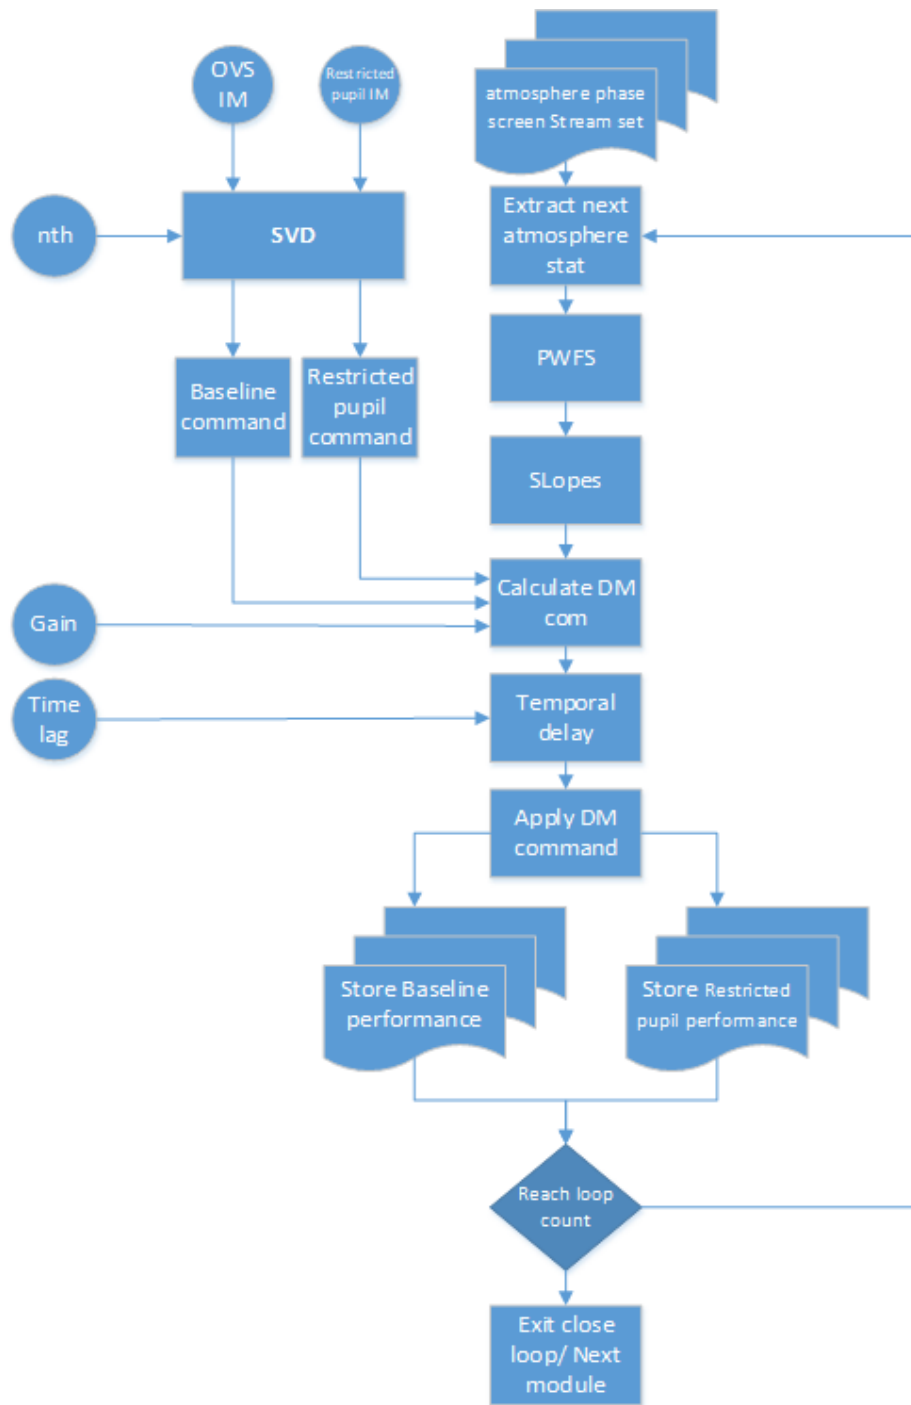 OVS
IM
Restricted
pupil IM
atmosphere phase
screen Stream set
nth
SVD
Extract next
atmosphere
stat
PWFS
Baseline
command
Restricted
pupil
command
SLopes
Calculate DM
com
Gain
Time
lag
Temporal
delay
Apply DM
command
Store Baseline
performance
Store Restricted
pupil performance
Reach loop
count
Exit close
loop/ Next
module